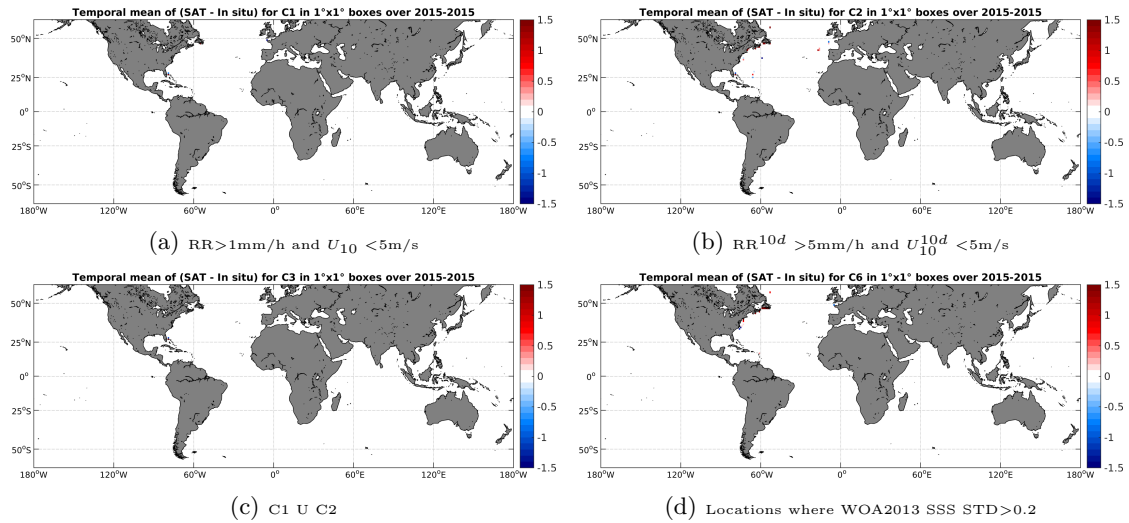 Temporal mean of (SAT - In situ) for C1 in 1°x1° boxes over 2015-2015
50°N
25°N
0°
25°S
50°S
180°W 120°W 60°W 0° 60°E 120°E 180°E
1.5
1
0.5
0
-0.5
-1
-1.5
(a) RR>1mm/h and U10 <5m/s
Temporal mean of (SAT - In situ) for C2 in 1°x1° boxes over 2015-2015
50°N
25°N
0°
25°S
50°S
180°W 120°W 60°W 0° 60°E 120°E 180°E
1.5
1
0.5
0
-0.5
-1
-1.5
(b) RR^10d >5mm/h and U10^10d <5m/s
Temporal mean of (SAT - In situ) for C3 in 1°x1° boxes over 2015-2015
50°N
25°N
0°
25°S
50°S
180°W 120°W 60°W 0° 60°E 120°E 180°E
1.5
1
0.5
0
-0.5
-1
-1.5
(c) C1 U C2
Temporal mean of (SAT - In situ) for C6 in 1°x1° boxes over 2015-2015
50°N
25°N
0°
25°S
50°S
180°W 120°W 60°W 0° 60°E 120°E 180°E
1.5
1
0.5
0
-0.5
-1
-1.5
(d) Locations where WOA2013 SSS STD>0.2